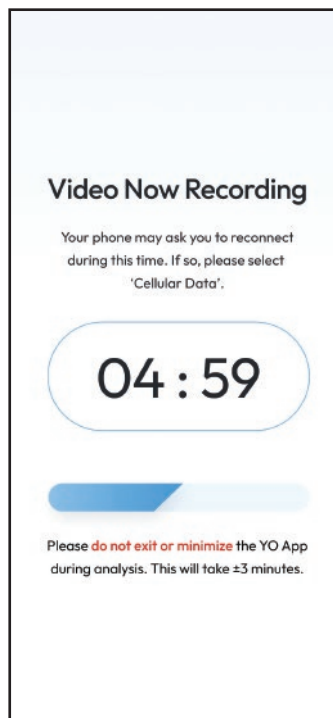 Video Now Recording
Your phone may ask you to reconnect
during this time. If so, please select
‘Cellular Data’.
04 : 59
Please do not exit or minimize the YO App
during analysis. This will take ±3 minutes.